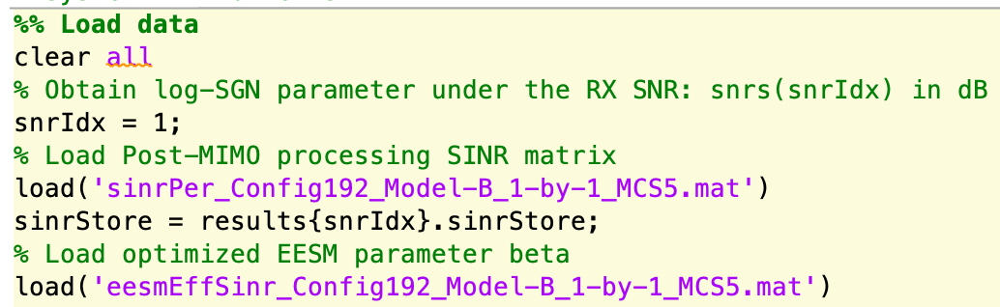 %% Load data
clear all
% Obtain log-SGN parameter under the RX SNR: snrs(snrIdx) in dB
snrIdx = 1;
% Load Post-MIMO processing SINR matrix
load('sinrPer_Config192_Model-B_1-by-1_MCS5.mat')
sinrStore = results{snrIdx}.sinrStore;
% Load optimized EESM parameter beta
load('eesmEffSinr_Config192_Model-B_1-by-1_MCS5.mat')